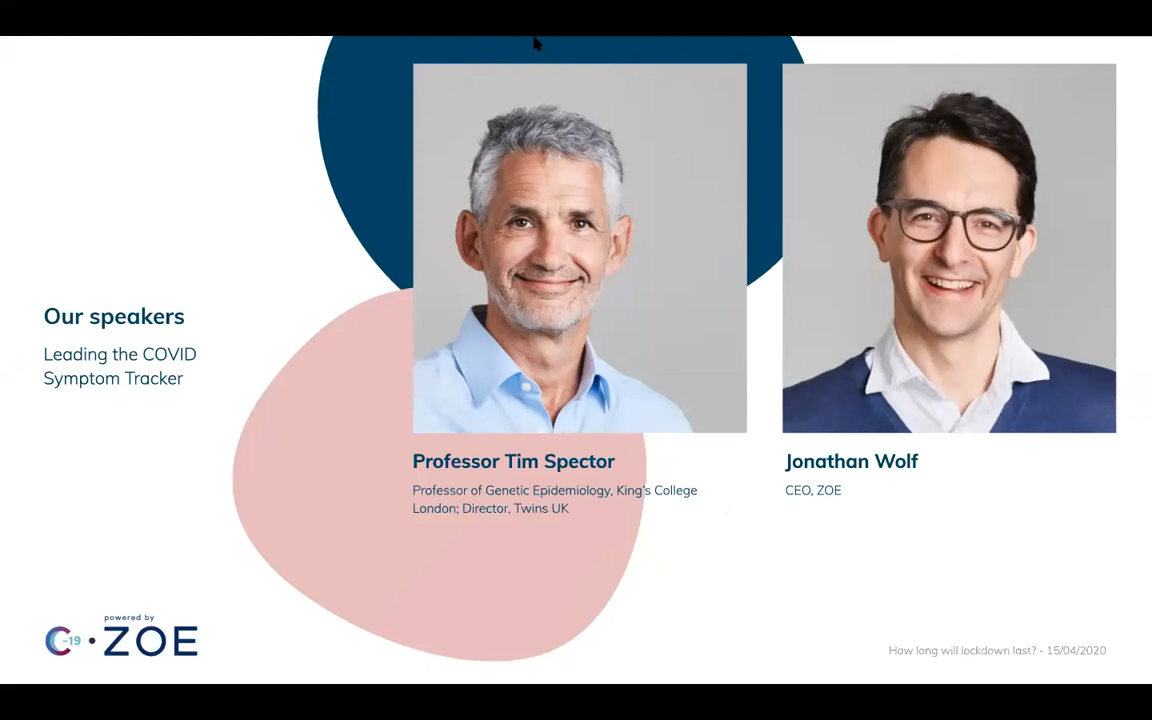 Our speakers
Leading the COVID
Symptom Tracker
Professor Tim Spector
Professor of Genetic Epidemiology, King's College
London; Director, Twins UK
Jonathan Wolf
CEO, ZOE
powered by
C-19 • ZOE
How long will lockdown last? - 15/04/2020